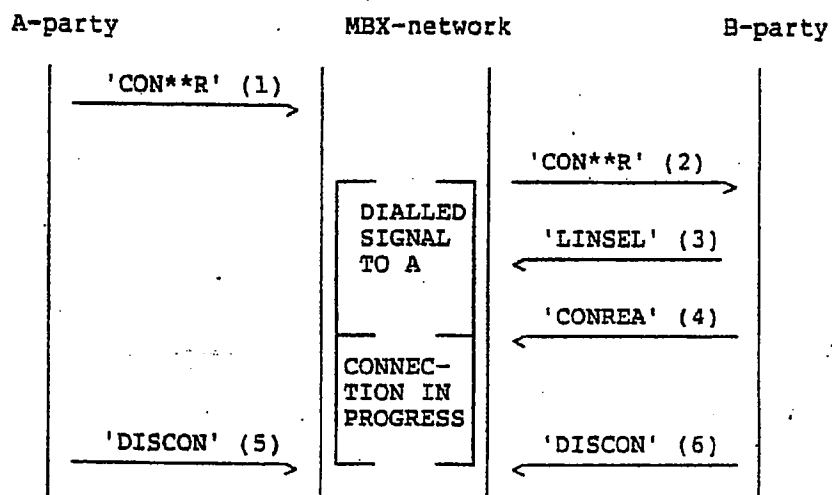 A-party MBX-network B-party
'CON**R' (1)
'CON**R' (2)
DIALLED
SIGNAL
TO A
'LINSEL' (3)
'CONREA' (4)
CONNEC-
TION IN
PROGRESS
'DISCON' (5) 'DISCON' (6)